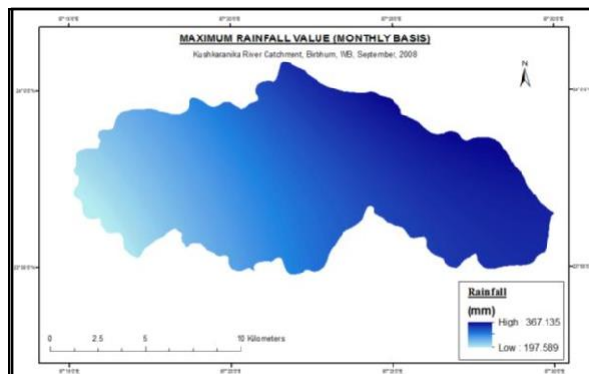 MAXIMUM RAINFALL VALUE (MONTHLY BASIS)
Kushkaranika River Catchment, Birbhum, WB, September, 2008
N
Rainfall
(mm)
High : 367.135
Low : 197.589
0 2.5 5 10 Kilometers